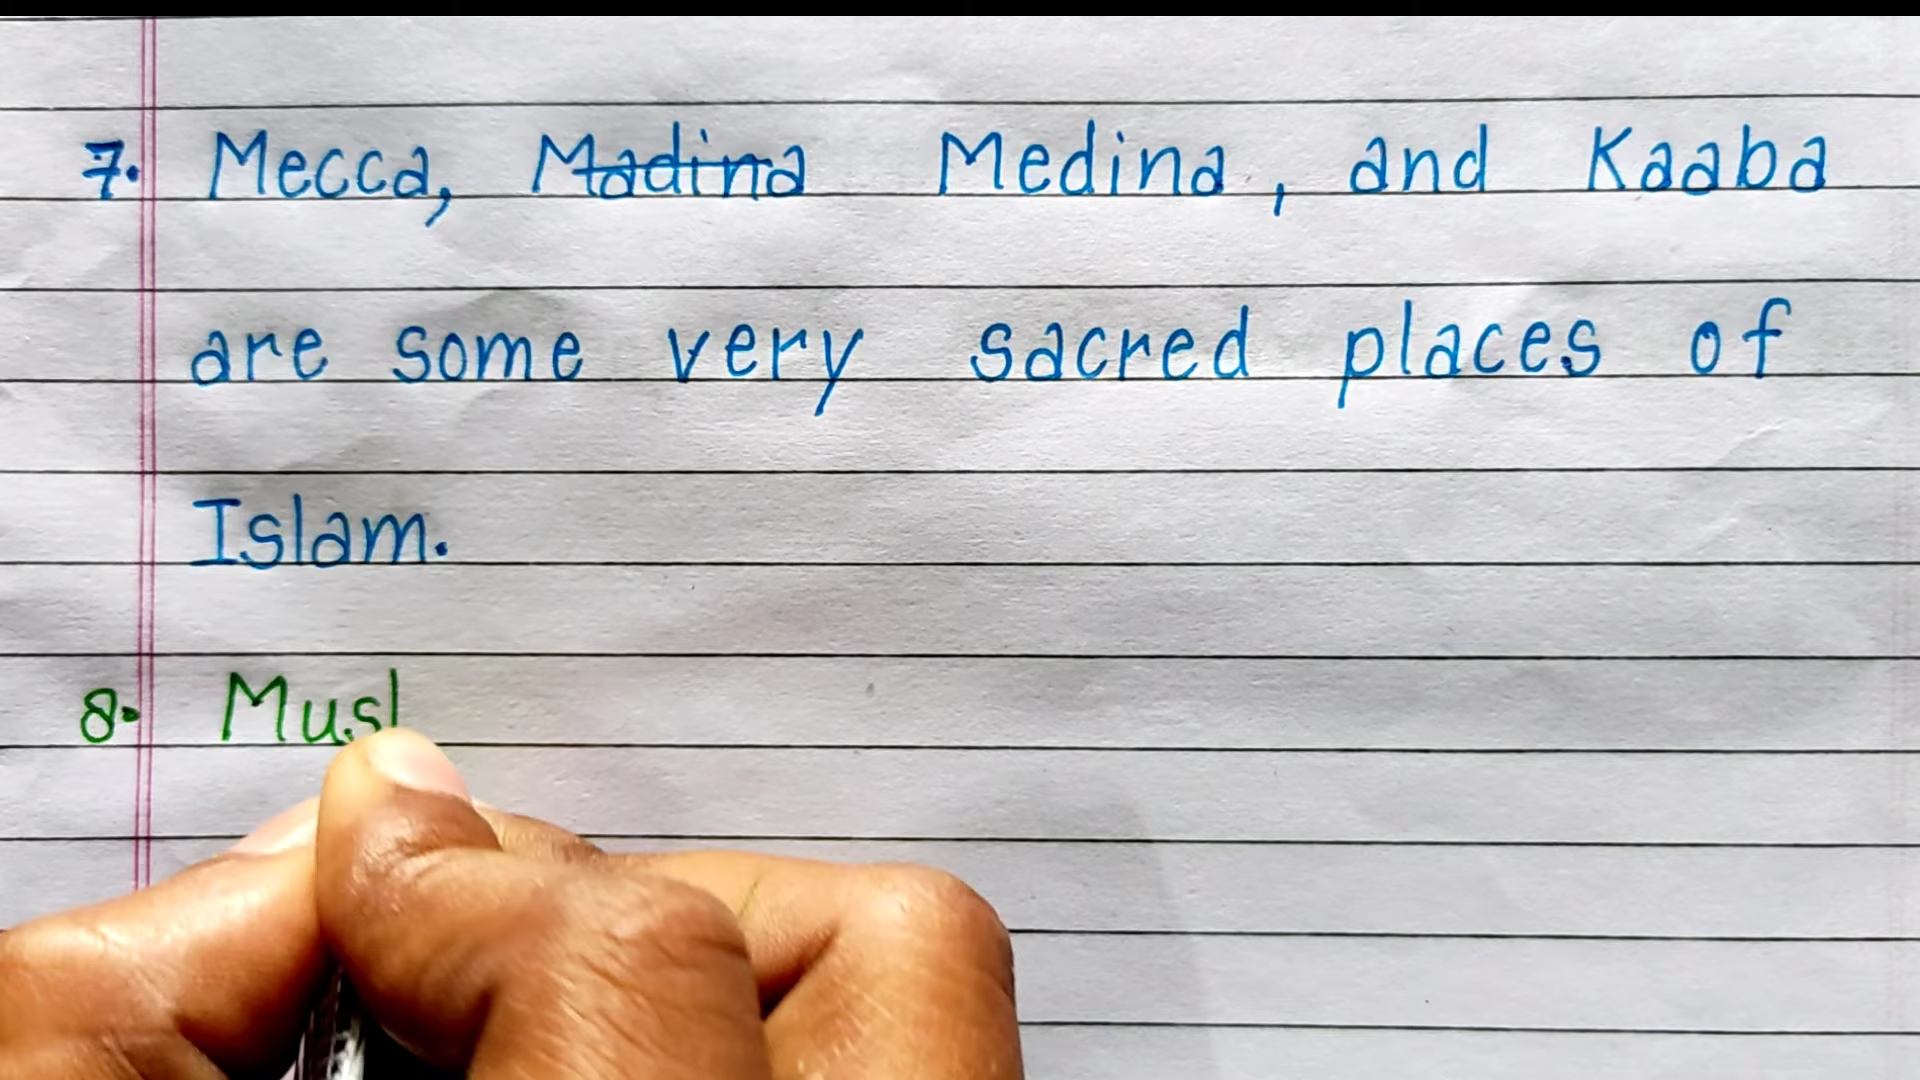 7. Mecca, Madina Medina, and Kaaba
are some very sacred places of
Islam.
8. Musl